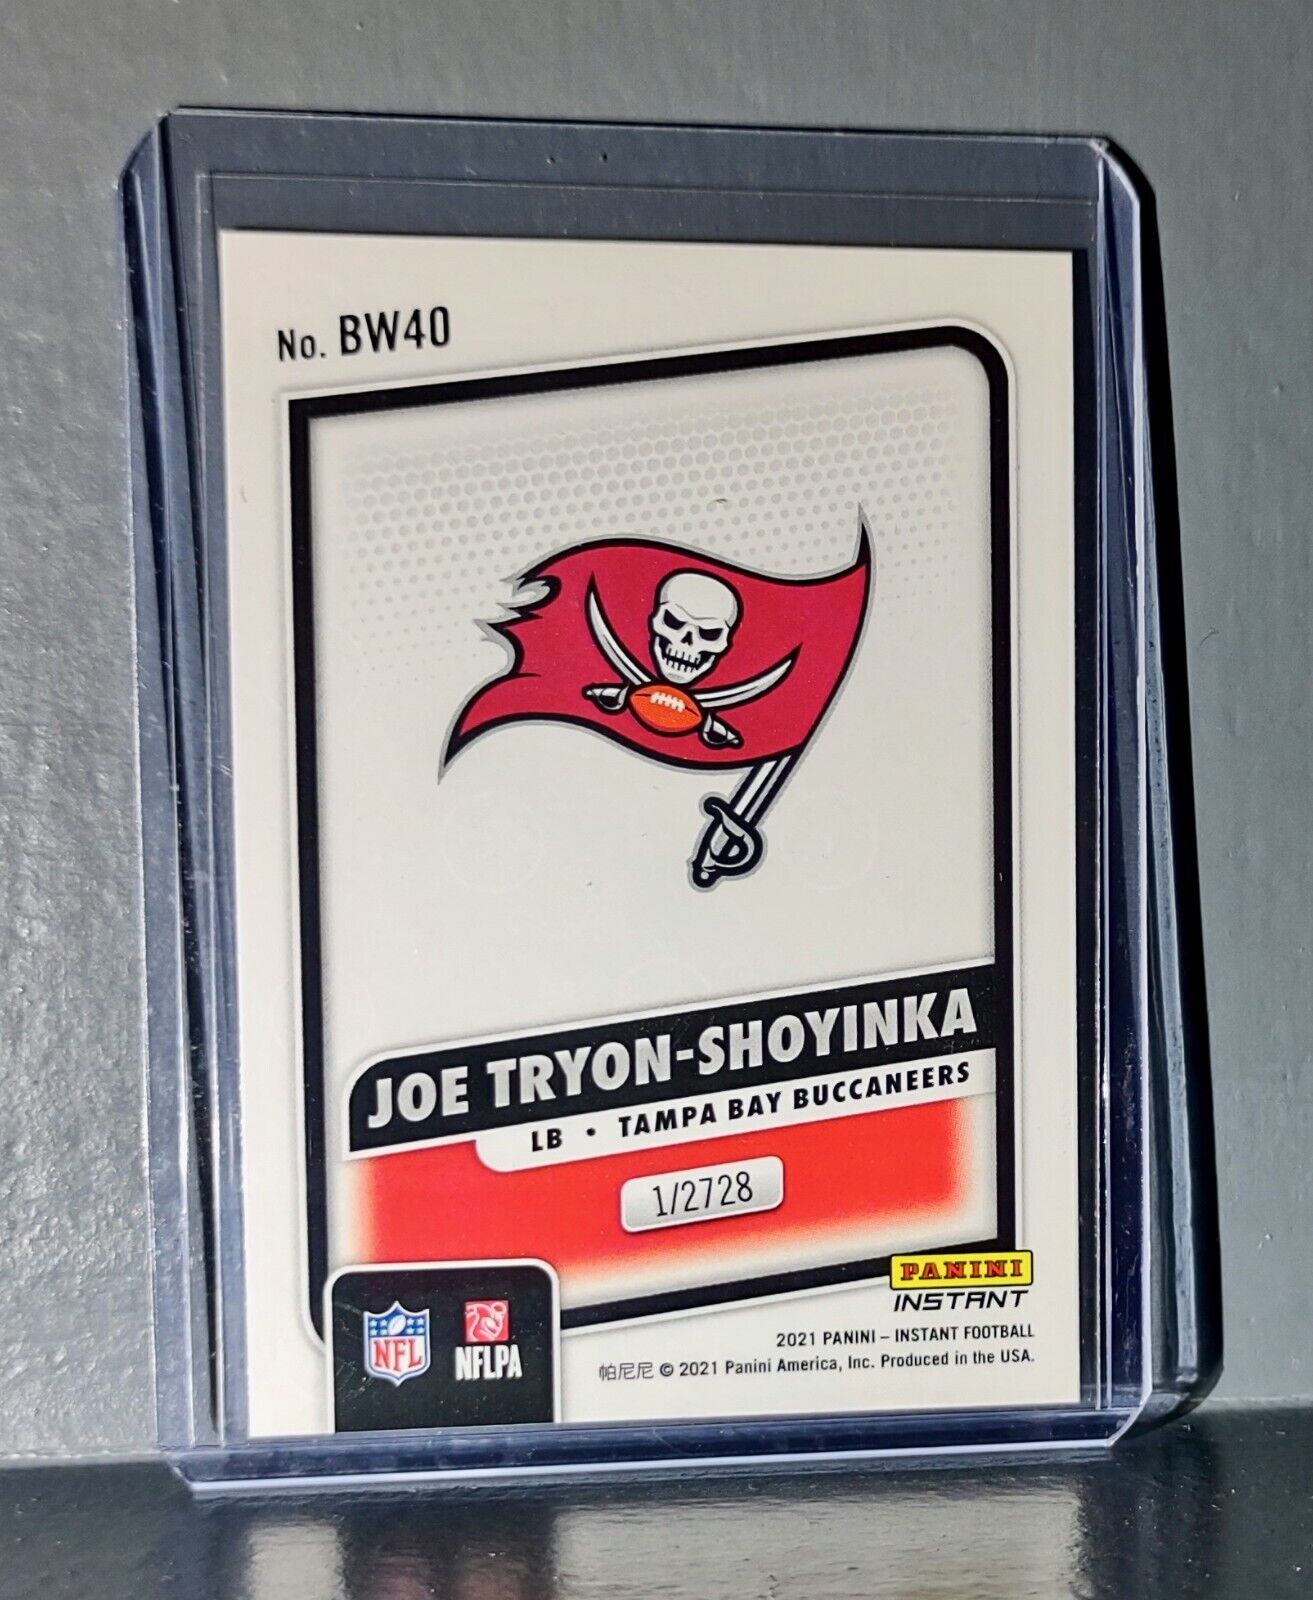 No. BW40
JOE TRYON-SHOYINKA
LB • TAMPA BAY BUCCANEERS
1/2728
PANINI
INSTANT
NFL
NFLPA
2021 PANINI – INSTANT FOOTBALL
帕尼尼 © 2021 Panini America, Inc. Produced in the USA.